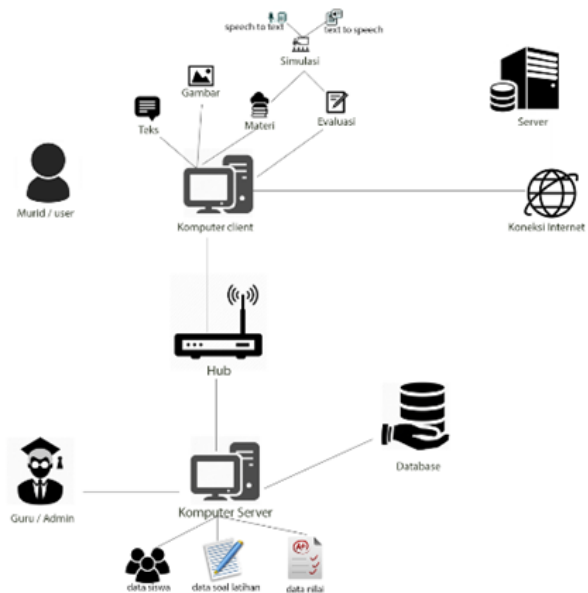 speech to text
text to speech
Simulasi
Gambar
Teks
Materi
Evaluasi
Server
Murid / user
Komputer client
Koneksi Internet
Hub
Database
Guru / Admin
Komputer Server
A+
data siswa
data soal latihan
data nilai